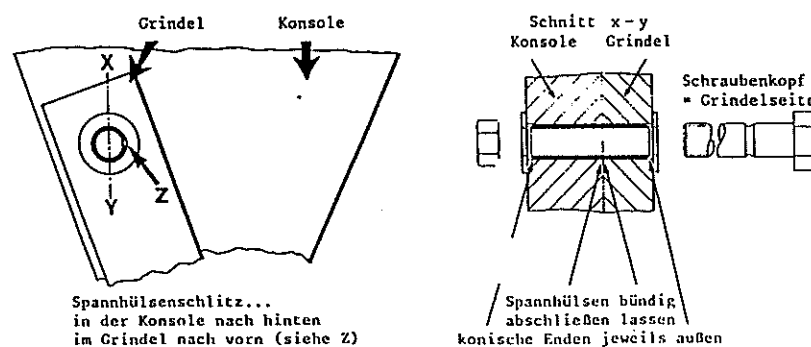 Grindel
Konsole
X
Y
Z
Spannhülsenschlitz...
in der Konsole nach hinten
im Grindel nach vorn (siehe Z)
Schnitt x-y
Konsole Grindel
Schraubenkopf
= Grindelseite
Spannhülsen bündig
abschließen lassen
konische Enden jeweils außen